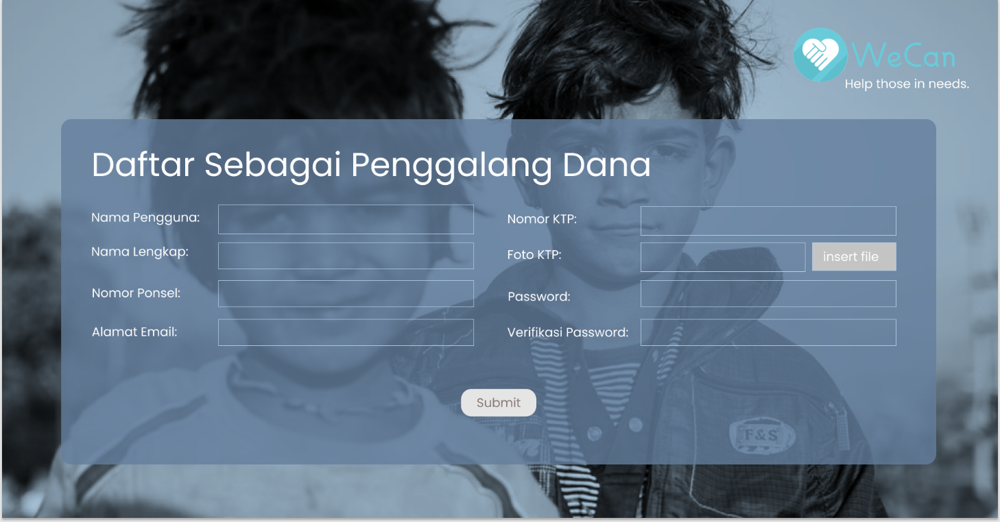 WeCan
Help those in needs.
Daftar Sebagai Penggalang Dana
Nama Pengguna:
Nama Lengkap:
Nomor Ponsel:
Alamat Email:
Nomor KTP:
Foto KTP:
insert file
Password:
Verifikasi Password:
Submit
F&S